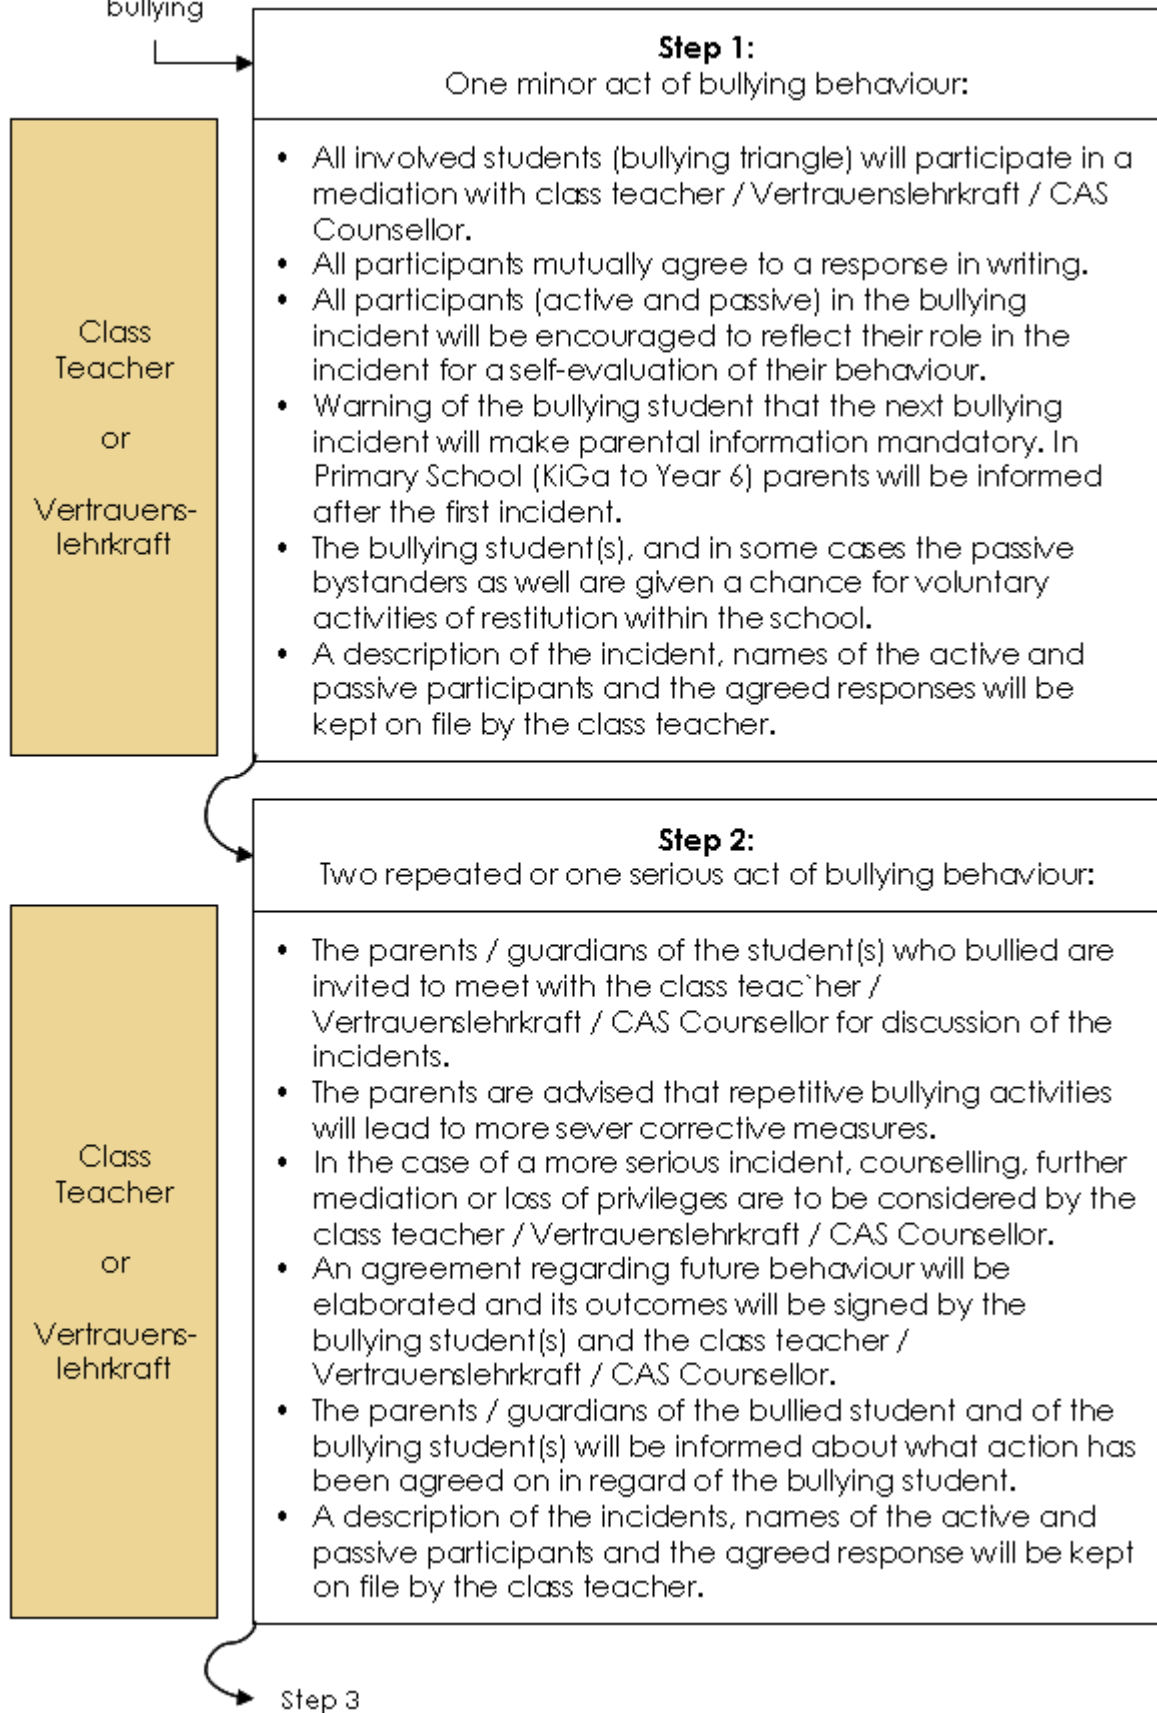 bullying
Step 1:
One minor act of bullying behaviour:
Class
Teacher
or
Vertrauens-
lehrkraft
• All involved students (bullying triangle) will participate in a
mediation with class teacher / Vertrauenslehrkraft / CAS
Counsellor.
• All participants mutually agree to a response in writing.
• All participants (active and passive) in the bullying
incident will be encouraged to reflect their role in the
incident for a self-evaluation of their behaviour.
• Warning of the bullying student that the next bullying
incident will make parental information mandatory. In
Primary School (KiGa to Year 6) parents will be informed
after the first incident.
• The bullying student(s), and in some cases the passive
bystanders as well are given a chance for voluntary
activities of restitution within the school.
• A description of the incident, names of the active and
passive participants and the agreed responses will be
kept on file by the class teacher.
Step 2:
Two repeated or one serious act of bullying behaviour:
Class
Teacher
or
Vertrauens-
lehrkraft
• The parents / guardians of the student(s) who bullied are
invited to meet with the class teac`her /
Vertrauenslehrkraft / CAS Counsellor for discussion of the
incidents.
• The parents are advised that repetitive bullying activities
will lead to more sever corrective measures.
• In the case of a more serious incident, counselling, further
mediation or loss of privileges are to be considered by the
class teacher / Vertrauenslehrkraft / CAS Counsellor.
• An agreement regarding future behaviour will be
elaborated and its outcomes will be signed by the
bullying student(s) and the class teacher /
Vertrauenslehrkraft / CAS Counsellor.
• The parents / guardians of the bullied student and of the
bullying student(s) will be informed about what action has
been agreed on in regard of the bullying student.
• A description of the incidents, names of the active and
passive participants and the agreed response will be kept
on file by the class teacher.
Step 3